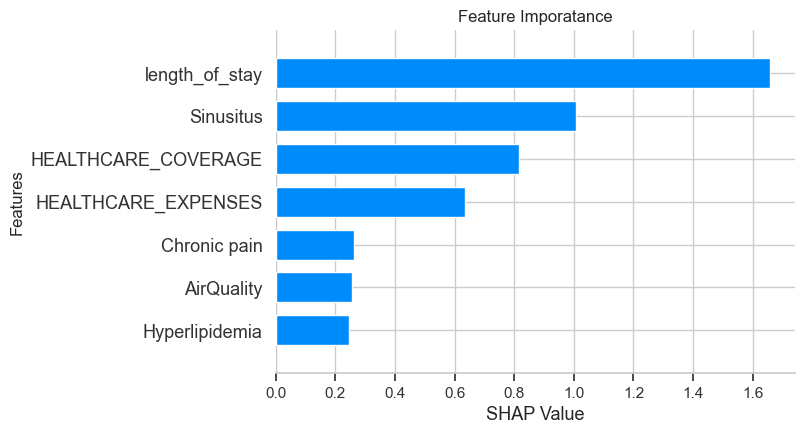 Feature Imporatance
Features
length_of_stay
Sinusitus
HEALTHCARE_COVERAGE
HEALTHCARE_EXPENSES
Chronic pain
AirQuality
Hyperlipidemia
0.0 0.2 0.4 0.6 0.8 1.0 1.2 1.4 1.6
SHAP Value